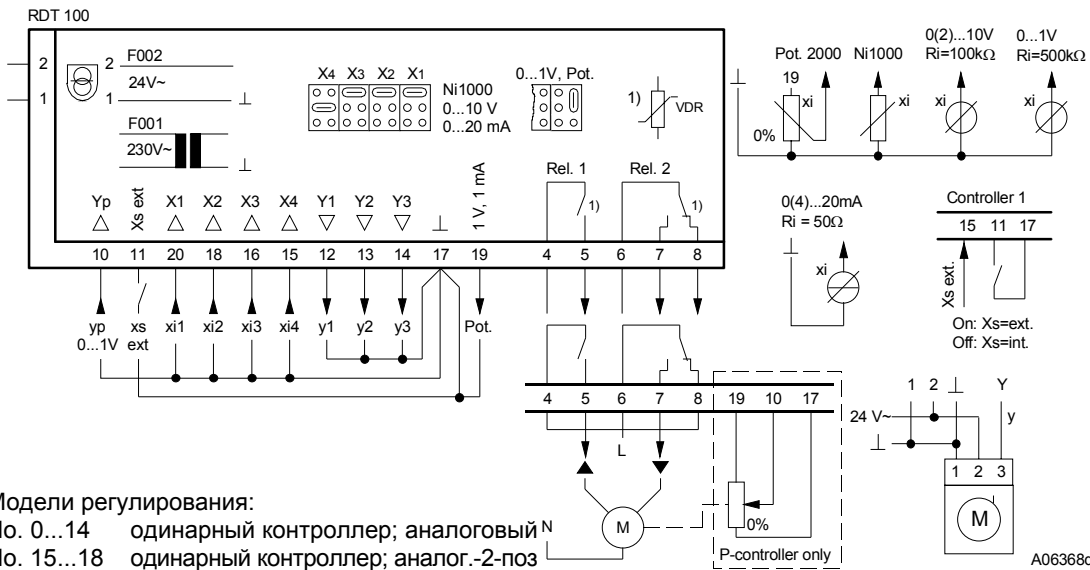 RDT 100
2 2 F002
24V~
1 1 ⊥
F001
230V~
⊥
X4 X3 X2 X1
Ni1000
0...10 V
0...20 mA
0...1V, Pot.
1) VDR
Rel. 1 Rel. 2
1) 1)
Yp Xs ext X1 X2 X3 X4 Y1 Y2 Y3 ⊥ 1 V, 1 mA
10 11 20 18 16 15 12 13 14 17 19 4 5 6 7 8
yp xs xi1 xi2 xi3 xi4 y1 y2 y3 Pot.
0...1V ext
4 5 6 7 8 19 10 17
L
N M 0%
P-controller only
Pot. 2000 Ni1000 0(2)...10V 0...1V
Ri=100kΩ Ri=500kΩ
⊥ 19 xi xi xi xi
0%
0(4)...20mA
Ri = 50Ω
⊥ xi
Controller 1
15 11 17
Xs ext.
On: Xs=ext.
Off: Xs=int.
1 2 ⊥ Y
24 V~ y
⊥
1 2 3
M
Модели регулирования:
No. 0...14 одинарный контроллер; аналоговый
No. 15...18 одинарный контроллер; аналог.-2-поз
A06368